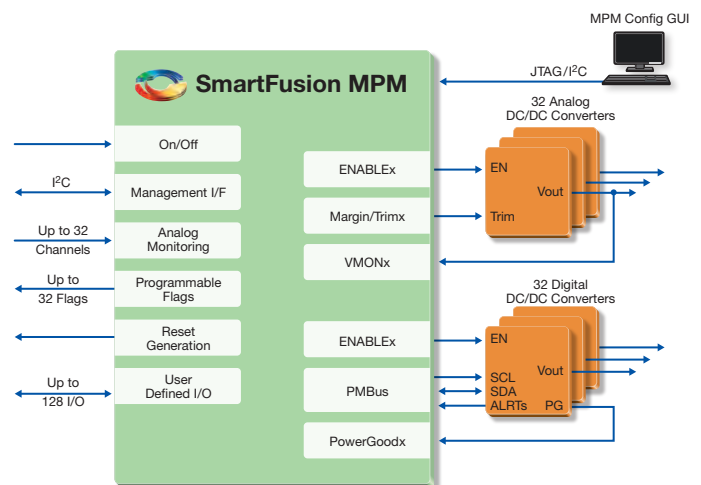 MPM Config GUI
SmartFusion MPM
JTAG/I²C
32 Analog
DC/DC Converters
On/Off
I²C
Management I/F
Up to 32
Channels
Analog
Monitoring
Up to
32 Flags
Programmable
Flags
Reset
Generation
Up to
128 I/O
User
Defined I/O
ENABLEx
Margin/Trimx
VMONx
EN
Vout
Trim
32 Digital
DC/DC Converters
ENABLEx
PMBus
PowerGoodx
EN
Vout
SCL
SDA
ALRTs PG